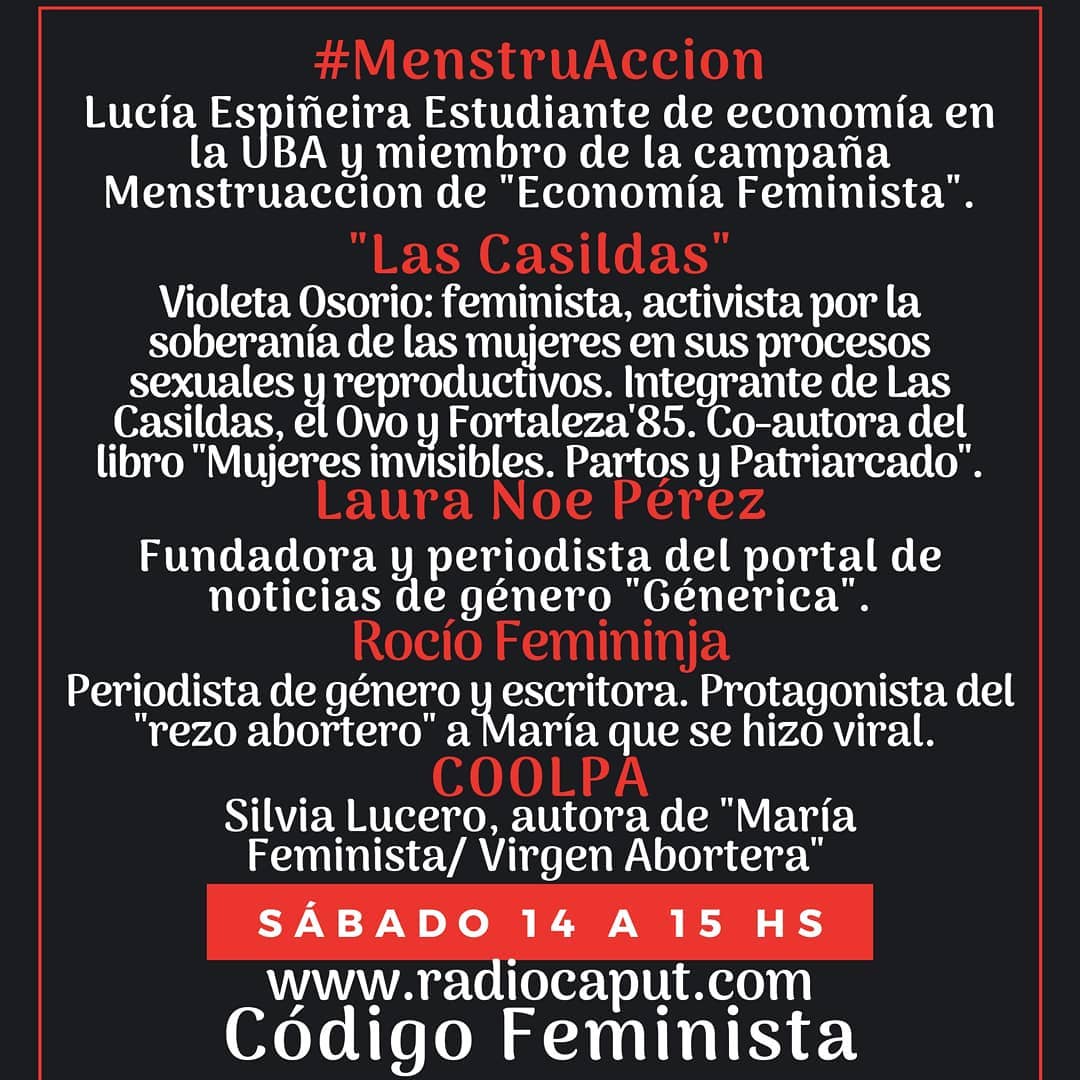 #MenstruAccion
Lucía Espiñeira Estudiante de economía en
la UBA y miembro de la campaña
Menstruaccion de "Economía Feminista".
"Las Casildas"
Violeta Osorio: feminista, activista por la
soberanía de las mujeres en sus procesos
sexuales y reproductivos. Integrante de Las
Casildas, el Ovo y Fortaleza'85. Co-autora del
libro "Mujeres invisibles. Partos y Patriarcado".
Laura Noe Pérez
Fundadora y periodista del portal de
noticias de género "Génerica".
Rocío Femininja
Periodista de género y escritora. Protagonista del
"rezo abortero" a María que se hizo viral.
COOLPA
Silvia Lucero, autora de "María
Feminista/ Virgen Abortera"
SÁBADO 14 A 15 HS
www.radiocaput.com
Código Feminista